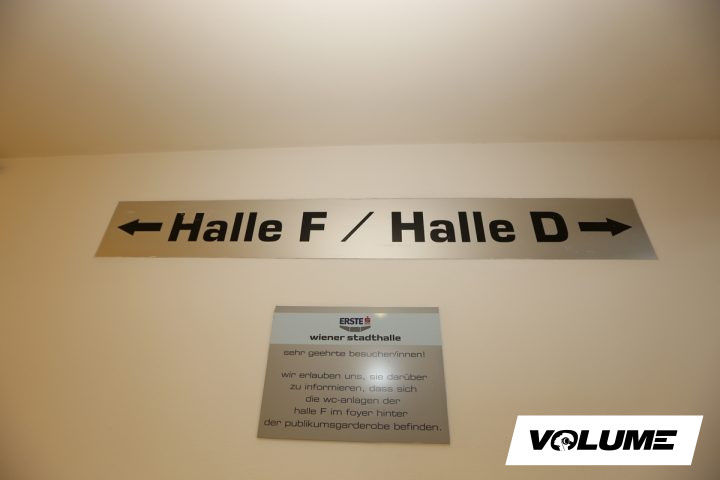 Halle F / Halle D
ERSTE
wiener stadthalle
sehr geehrte besucher/innen!
wir erlauben uns, sie darüber
zu informieren, dass sich
die wc-anlagen der
halle F im foyer hinter
der publikumsgarderobe befinden.
VOLUME